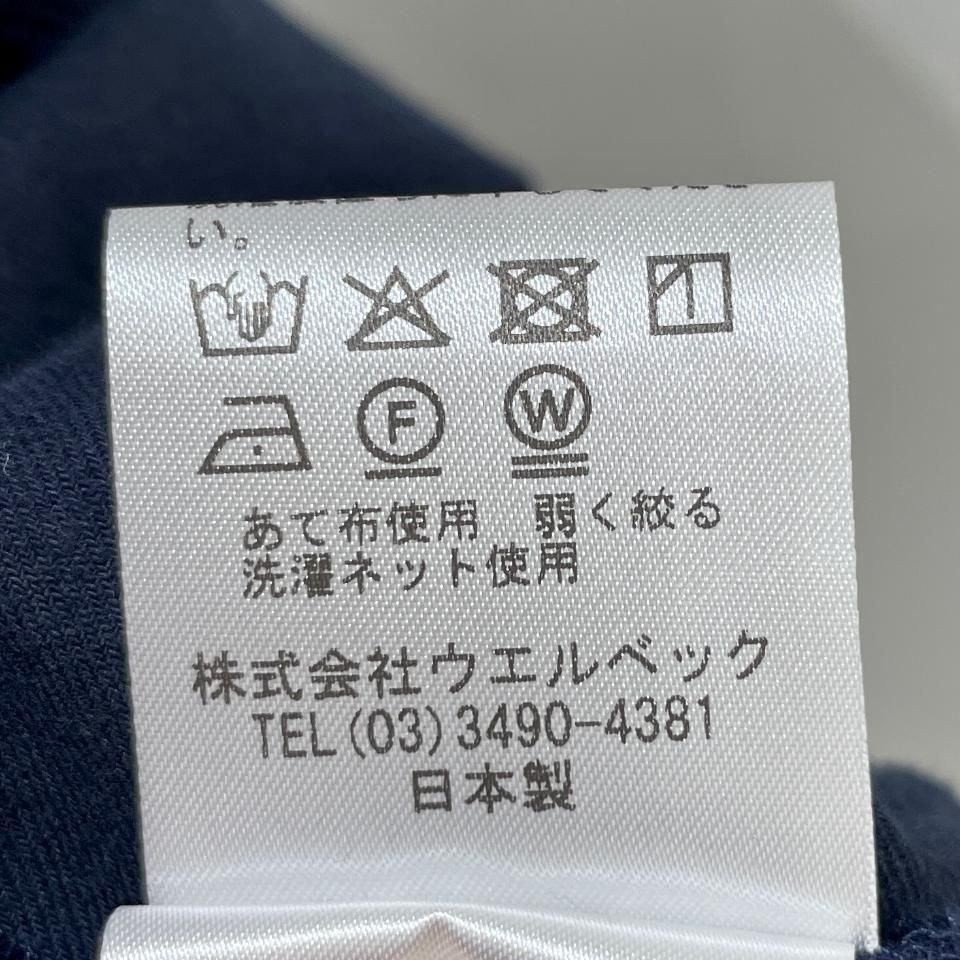 い。
F
W
あて布使用　弱く絞る
洗濯ネット使用
株式会社ウエルベック
TEL(03)3490-4381
日本製